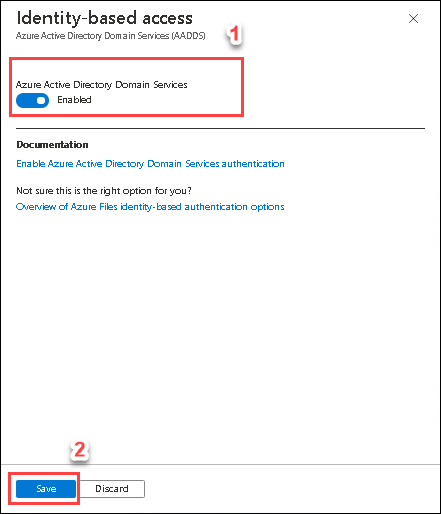 Identity-based access
Azure Active Directory Domain Services (AADDS)
1
Azure Active Directory Domain Services
Enabled
Documentation
Enable Azure Active Directory Domain Services authentication
Not sure this is the right option for you?
Overview of Azure Files identity-based authentication options
2
Save
Discard